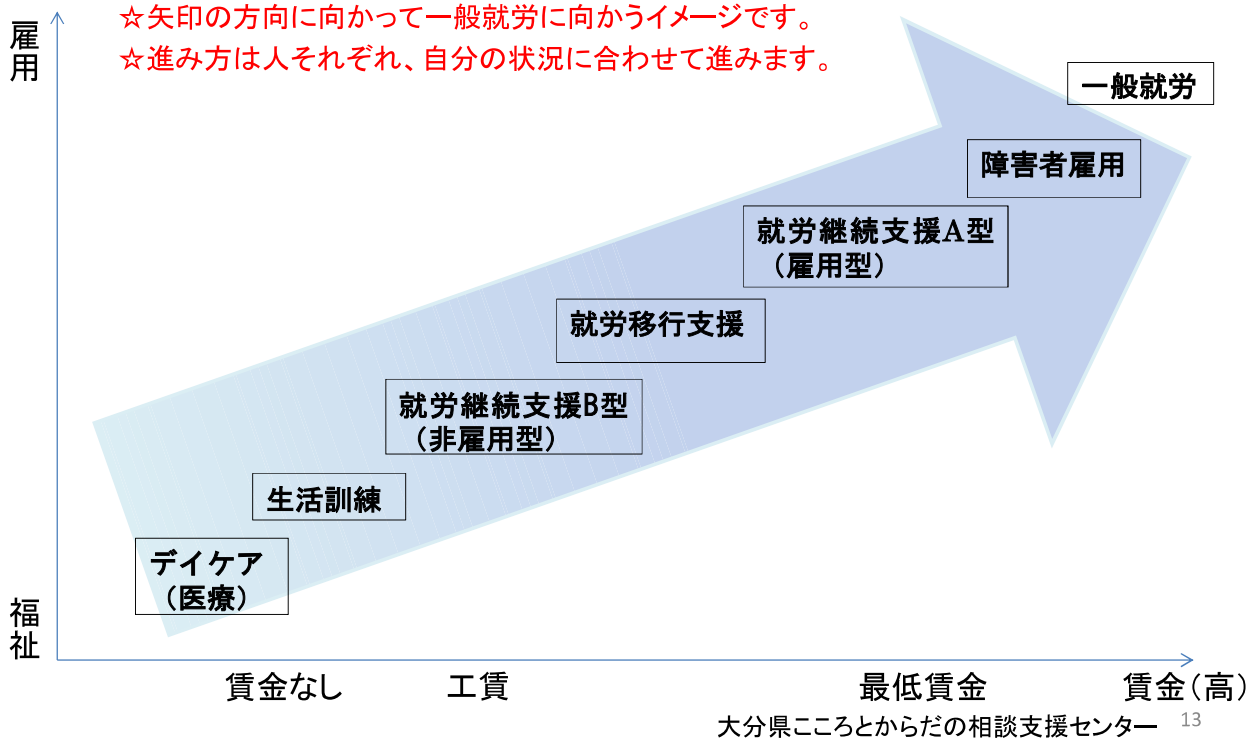 ☆矢印の方向に向かって一般就労に向かうイメージです。
☆進み方は人それぞれ、自分の状況に合わせて進みます。
雇用
一般就労
障害者雇用
就労継続支援A型
（雇用型）
就労移行支援
就労継続支援B型
（非雇用型）
生活訓練
デイケア
（医療）
福祉
賃金なし
工賃
最低賃金
賃金（高）
大分県こころとからだの相談支援センター
13